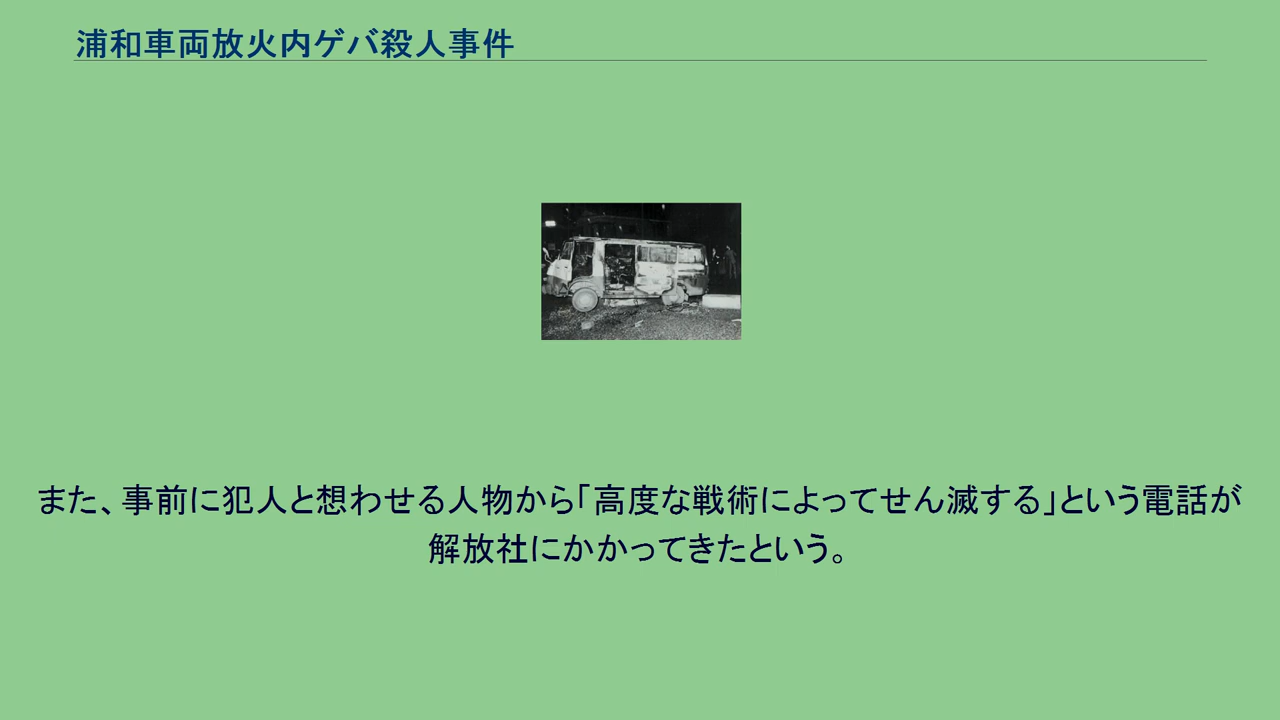 浦和車両放火内ゲバ殺人事件
また、事前に犯人と想わせる人物から「高度な戦術によってせん滅する」という電話が
解放社にかかってきたという。